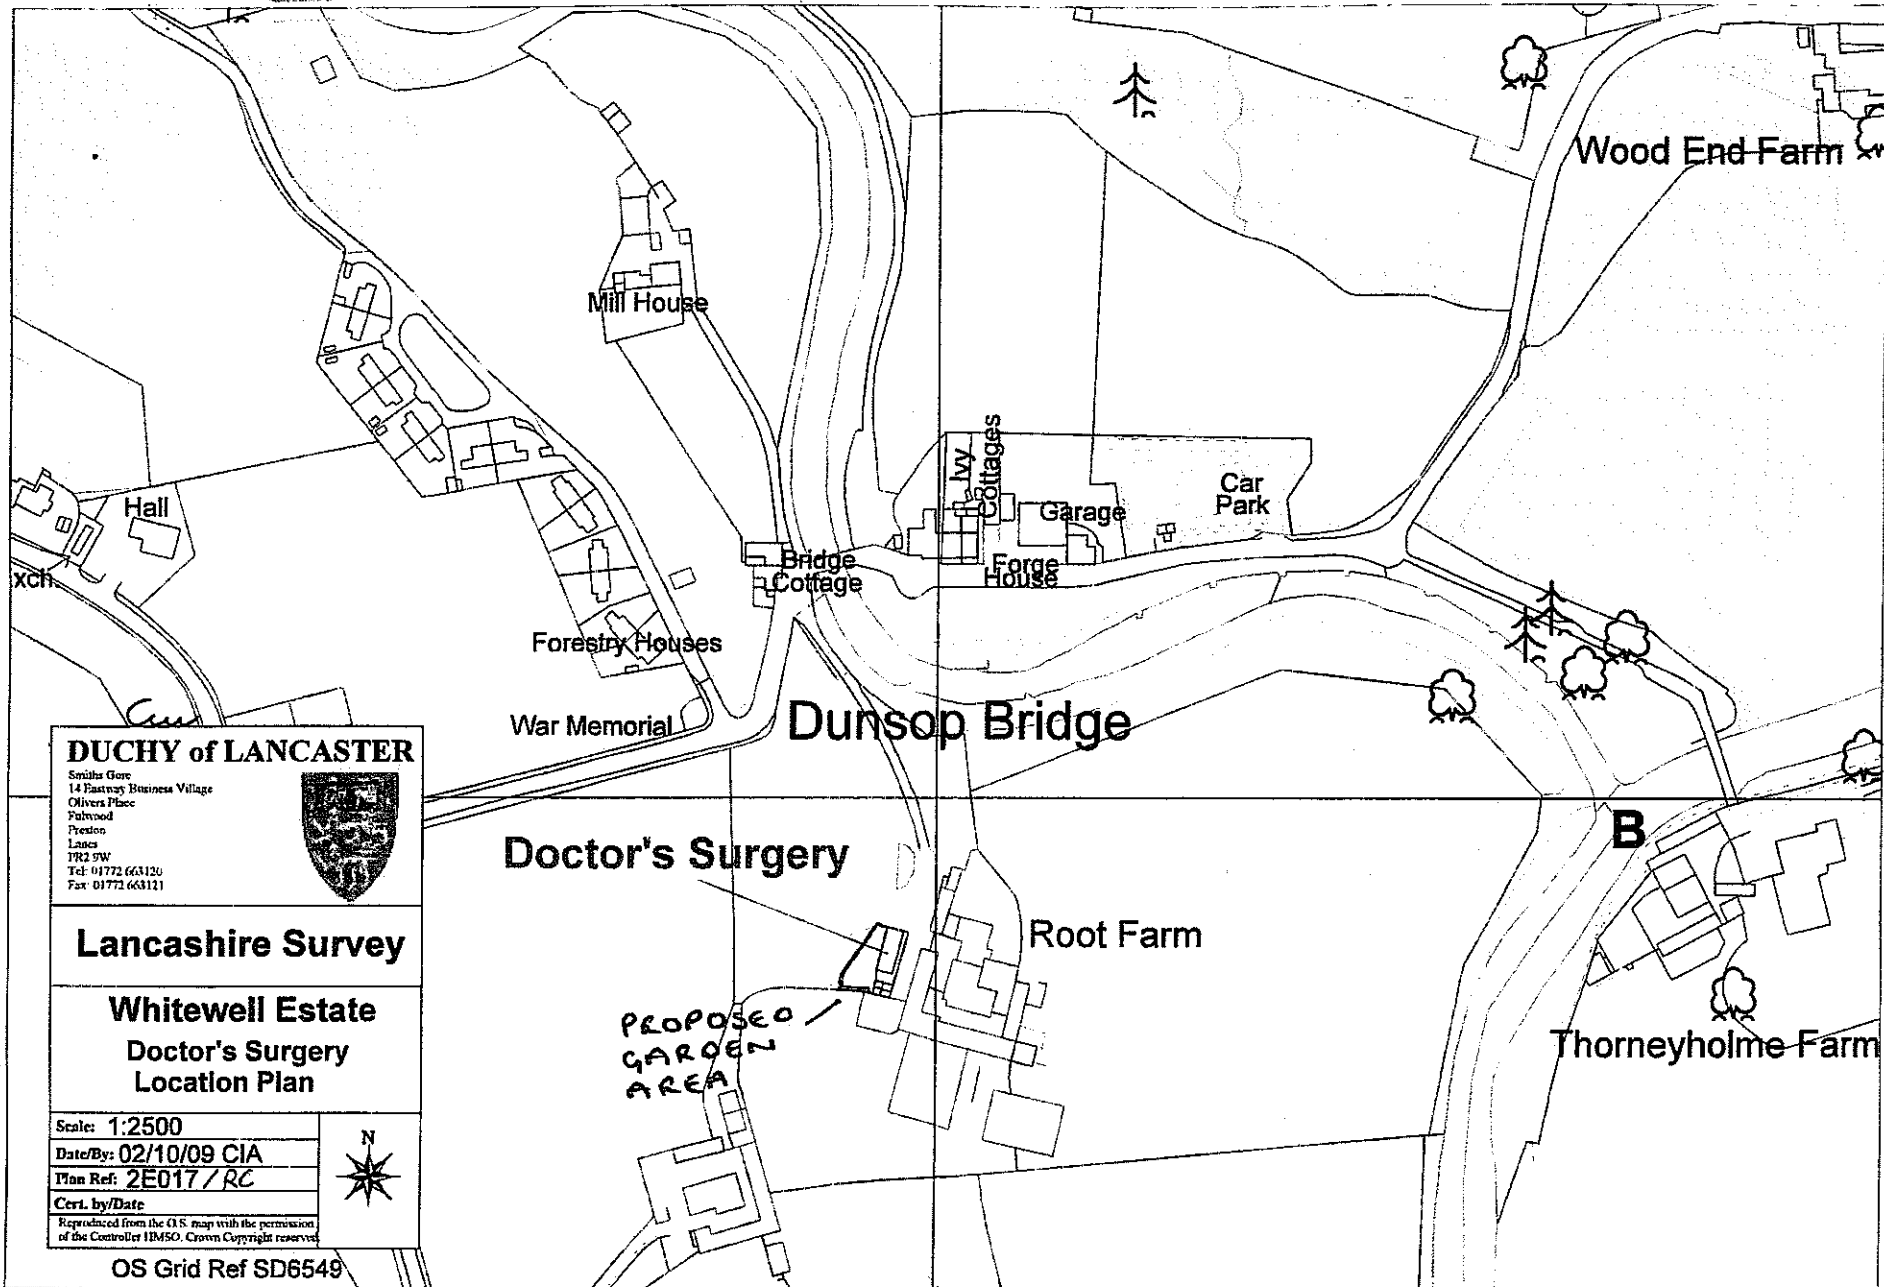 Wood End Farm
Mill House
Ivy
Cottages
Hall
Garage
Car
Park
xch.
Bridge
Cottage
Forge
House
Forestry Houses
War Memorial
Dunsop Bridge
DUCHY of LANCASTER
Smiths Gore
14 Eastway Business Village
Olivers Place
Fulwood
Preston
Lancs
PR2 9W
Tel: 01772 663120
Fax: 01772 663121
Doctor's Surgery
B
Root Farm
Lancashire Survey
Whitewell Estate
Doctor's Surgery
Location Plan
PROPOSED
GARDEN
AREA
Thorneyholme Farm
Scale: 1:2500
Date/By: 02/10/09 CIA
Plan Ref: 2E017/RC
Cert. by/Date
N
Reproduced from the O.S. map with the permission
of the Controller HMSO. Crown Copyright reserved
OS Grid Ref SD6549